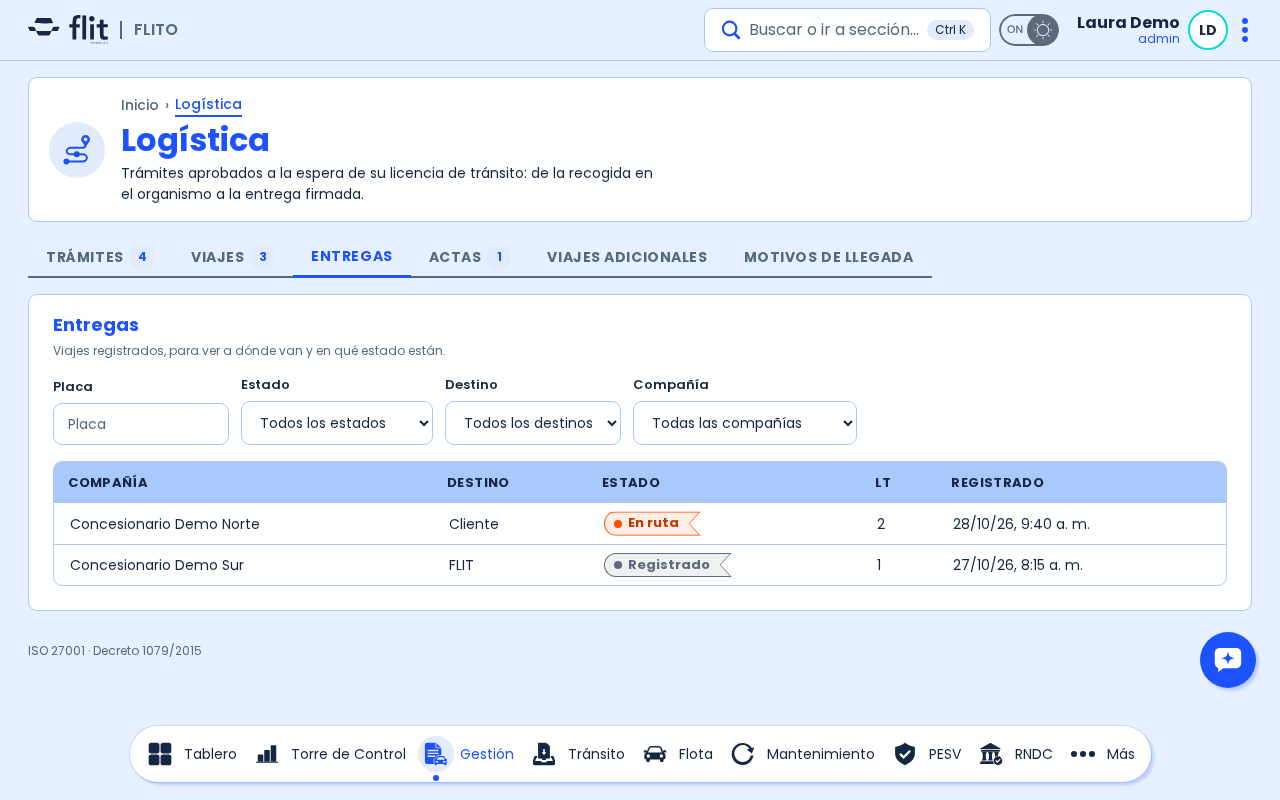 flit
FLITO
Buscar o ir a sección...
Ctrl K
ON
Laura Demo
admin
LD
Inicio › Logística
Logística
Trámites aprobados a la espera de su licencia de tránsito: de la recogida en
el organismo a la entrega firmada.
TRÁMITES 4
VIAJES 3
ENTREGAS
ACTAS 1
VIAJES ADICIONALES
MOTIVOS DE LLEGADA
Entregas
Viajes registrados, para ver a dónde van y en qué estado están.
Placa
Estado
Destino
Compañía
Placa
Todos los estados
Todos los destinos
Todas las compañías
COMPAÑÍA DESTINO ESTADO LT REGISTRADO
Concesionario Demo Norte Cliente En ruta 2 28/10/26, 9:40 a. m.
Concesionario Demo Sur FLIT Registrado 1 27/10/26, 8:15 a. m.
ISO 27001 · Decreto 1079/2015
Tablero
Torre de Control
Gestión
Tránsito
Flota
Mantenimiento
PESV
RNDC
Más